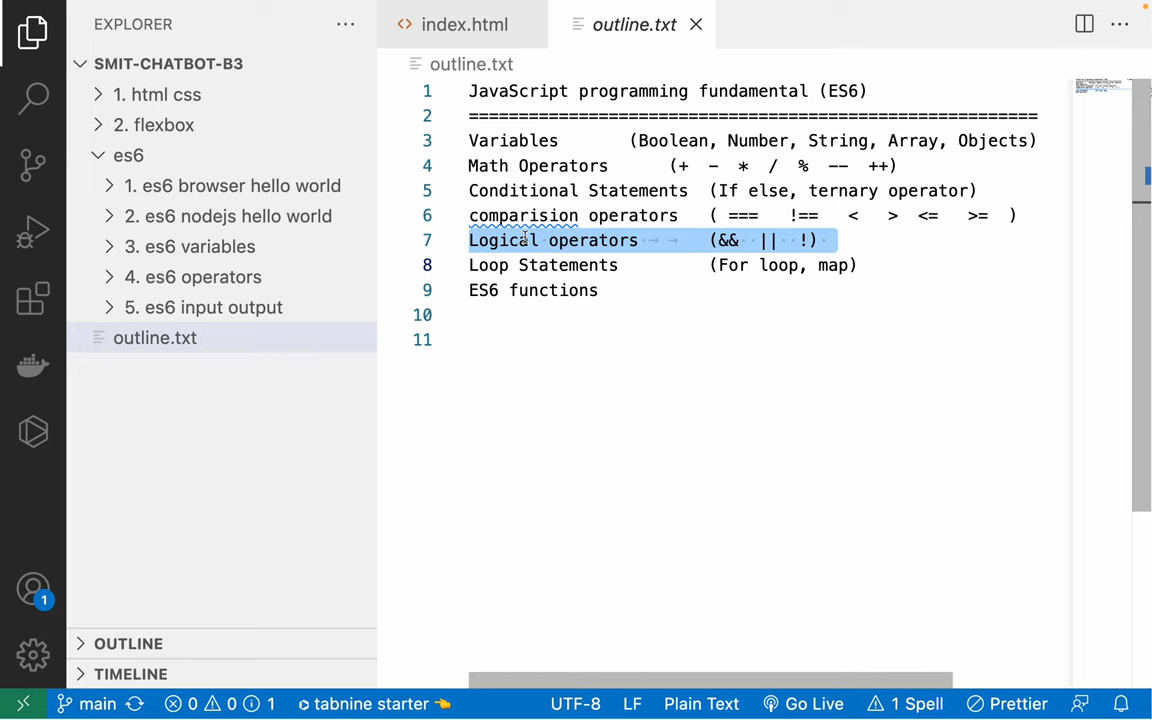 EXPLORER
index.html
outline.txt
SMIT-CHATBOT-B3
1. html css
2. flexbox
es6
1. es6 browser hello world
2. es6 nodejs hello world
3. es6 variables
4. es6 operators
5. es6 input output
outline.txt
OUTLINE
TIMELINE
outline.txt
1 JavaScript programming fundamental (ES6)
2 =========================================================
3 Variables (Boolean, Number, String, Array, Objects)
4 Math Operators (+ - * / % -- ++)
5 Conditional Statements (If else, ternary operator)
6 comparision operators ( === !== < > <= >= )
7 Logical operators (&& || !)
8 Loop Statements (For loop, map)
9 ES6 functions
10
11
1
main 0 0 1 tabnine starter 👈 UTF-8 LF Plain Text Go Live 1 Spell Prettier